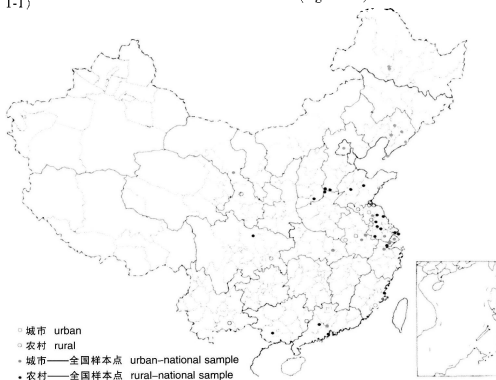 1-1)
○ 城市 urban
□ 农村 rural
● 城市——全国样本点 urban–national sample
● 农村——全国样本点 rural–national sample